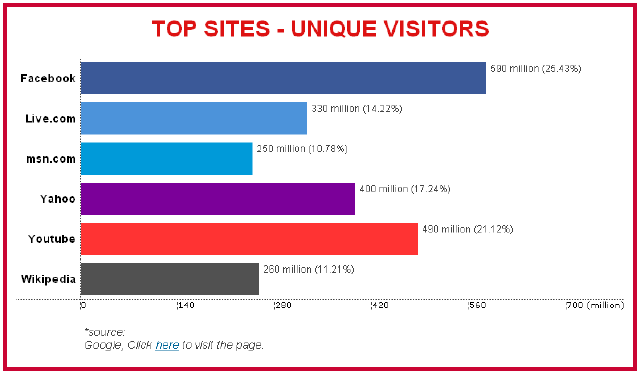 TOP SITES - UNIQUE VISITORS
Facebook 590 million (25.43%)
Live.com 330 million (14.22%)
msn.com 250 million (10.78%)
Yahoo 400 million (17.24%)
Youtube 490 million (21.12%)
Wikipedia 260 million (11.21%)
0 140 280 420 560 700 (million)
*source:
Google, Click here to visit the page.